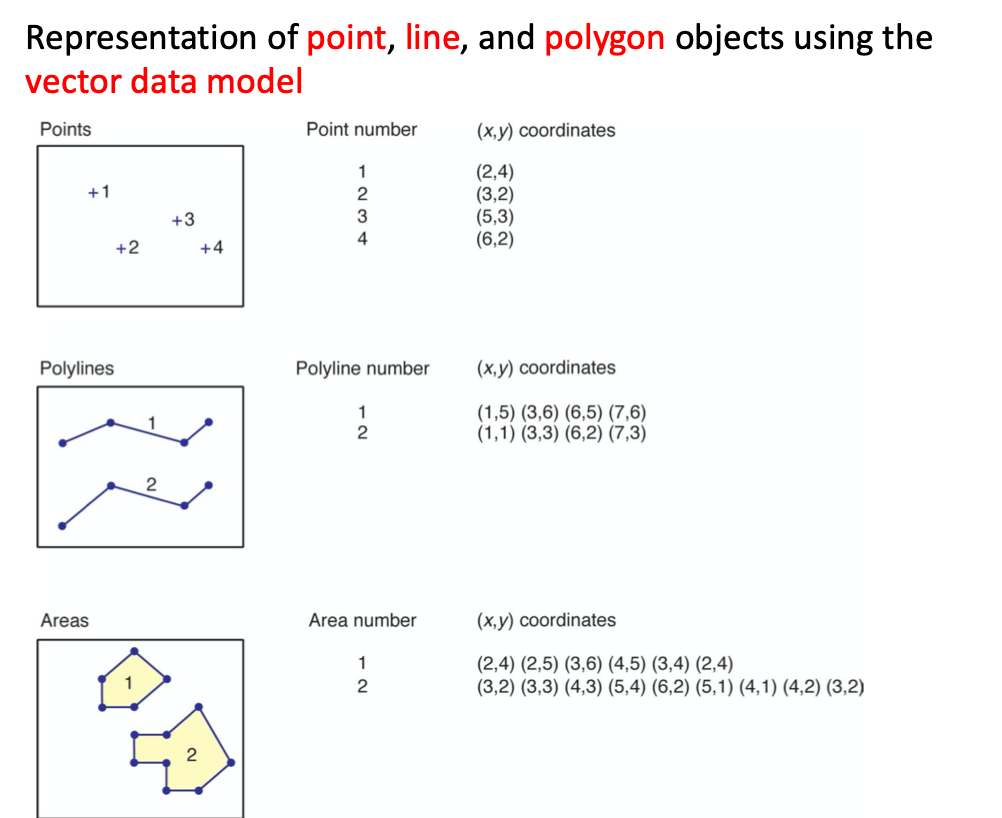 Representation of point, line, and polygon objects using the
vector data model
Points Point number (x,y) coordinates
+1 1 (2,4)
2 (3,2)
+3 3 (5,3)
+2 +4 4 (6,2)
Polylines Polyline number (x,y) coordinates
1 1 (1,5) (3,6) (6,5) (7,6)
2 (1,1) (3,3) (6,2) (7,3)
2
Areas Area number (x,y) coordinates
1 1 (2,4) (2,5) (3,6) (4,5) (3,4) (2,4)
2 (3,2) (3,3) (4,3) (5,4) (6,2) (5,1) (4,1) (4,2) (3,2)
2